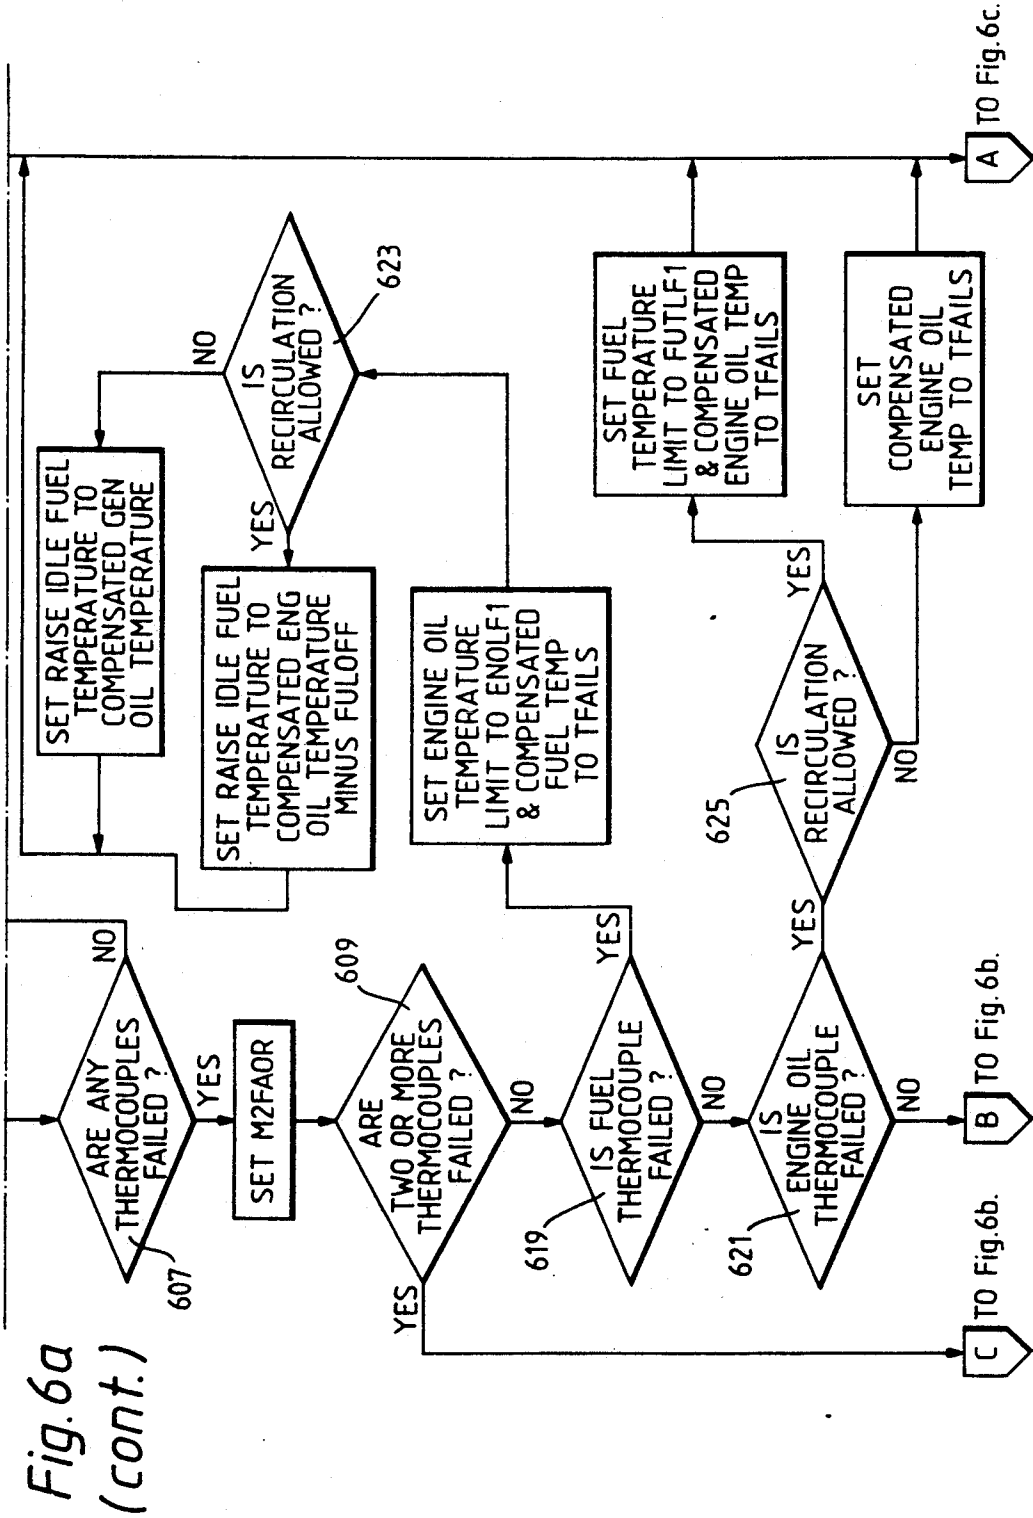 Fig.6a
(cont.)
ARE ANY
THERMOCOUPLES
FAILED ?
607
NO
YES
SET M2FAOR
ARE
TWO OR MORE
THERMOCOUPLES
FAILED ?
609
YES
NO
IS FUEL
THERMOCOUPLE
FAILED ?
619
YES
NO
IS
ENGINE OIL
THERMOCOUPLE
FAILED ?
621
YES
NO
SET RAISE IDLE FUEL
TEMPERATURE TO
COMPENSATED GEN
OIL TEMPERATURE
SET RAISE IDLE FUEL
TEMPERATURE TO
COMPENSATED ENG
OIL TEMPERATURE
MINUS FULOFF
NO
IS
RECIRCULATION
ALLOWED ?
623
YES
SET ENGINE OIL
TEMPERATURE
LIMIT TO ENOLF1
& COMPENSATED
FUEL TEMP
TO TFAILS
IS
RECIRCULATION
ALLOWED ?
625
YES
NO
SET FUEL
TEMPERATURE
LIMIT TO FUTLF1
& COMPENSATED
ENGINE OIL TEMP
TO TFAILS
SET
COMPENSATED
ENGINE OIL
TEMP TO TFAILS
C TO Fig.6b.
B TO Fig.6b.
A TO Fig.6c.